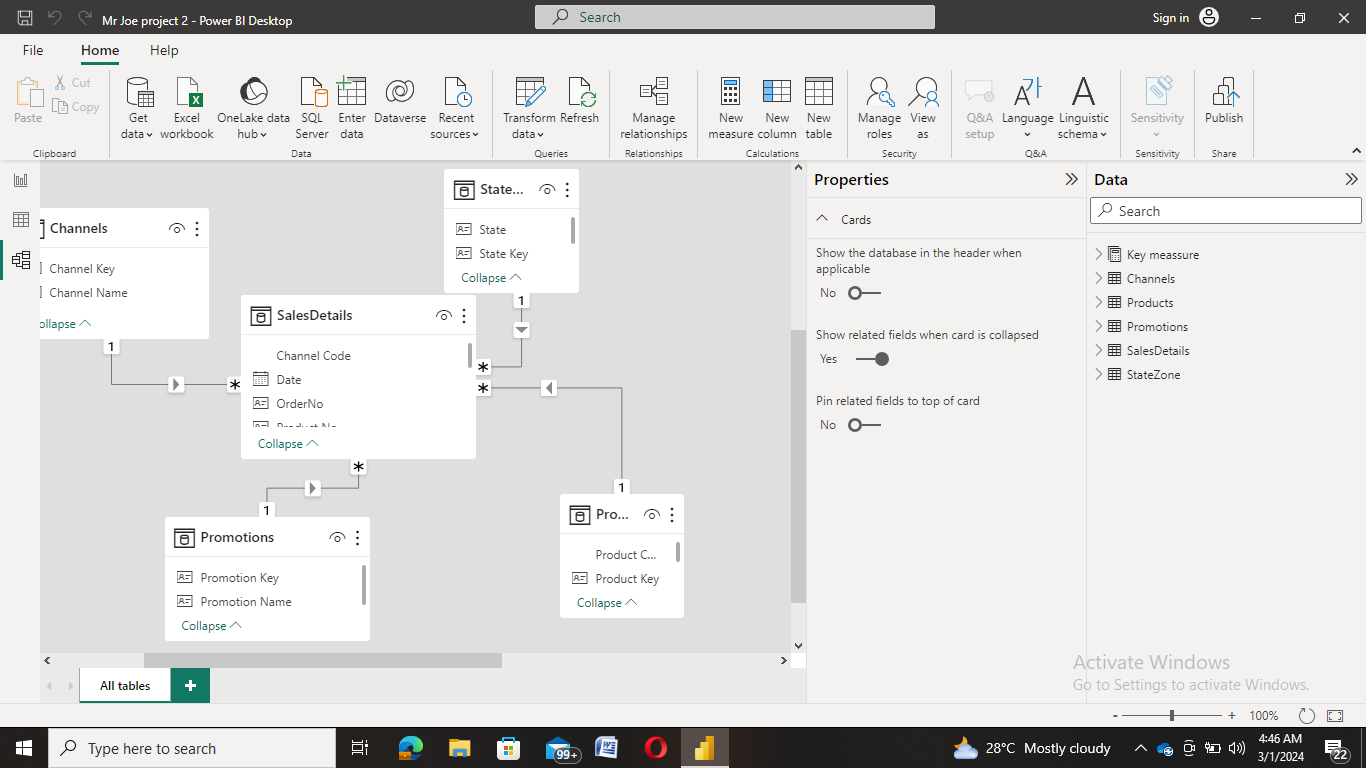 Mr Joe project 2 - Power BI Desktop
Search
Sign in
File Home Help
Paste
Cut
Copy
Clipboard
Get data
Excel workbook
OneLake data hub
SQL Server
Enter data
Dataverse
Recent sources
Data
Transform data
Refresh
Queries
Manage relationships
Relationships
New measure
New column
New table
Calculations
Manage roles
View as
Security
Q&A setup
Language
Linguistic schema
Q&A
Sensitivity
Sensitivity
Publish
Share
Channels
Channel Key
Channel Name
ollapse
1
*
State...
State
State Key
Collapse
1
*
SalesDetails
Channel Code
Date
OrderNo
Product No
Collapse
*
*
1
Promotions
Promotion Key
Promotion Name
Collapse
1
Pro...
Product C...
Product Key
Collapse
All tables
+
Properties
Cards
Show the database in the header when
applicable
No
Show related fields when card is collapsed
Yes
Pin related fields to top of card
No
Data
Search
Key meassure
Channels
Products
Promotions
SalesDetails
StateZone
Activate Windows
Go to Settings to activate Windows.
- + 100%
Type here to search
99+
28°C Mostly cloudy
4:46 AM
3/1/2024
22